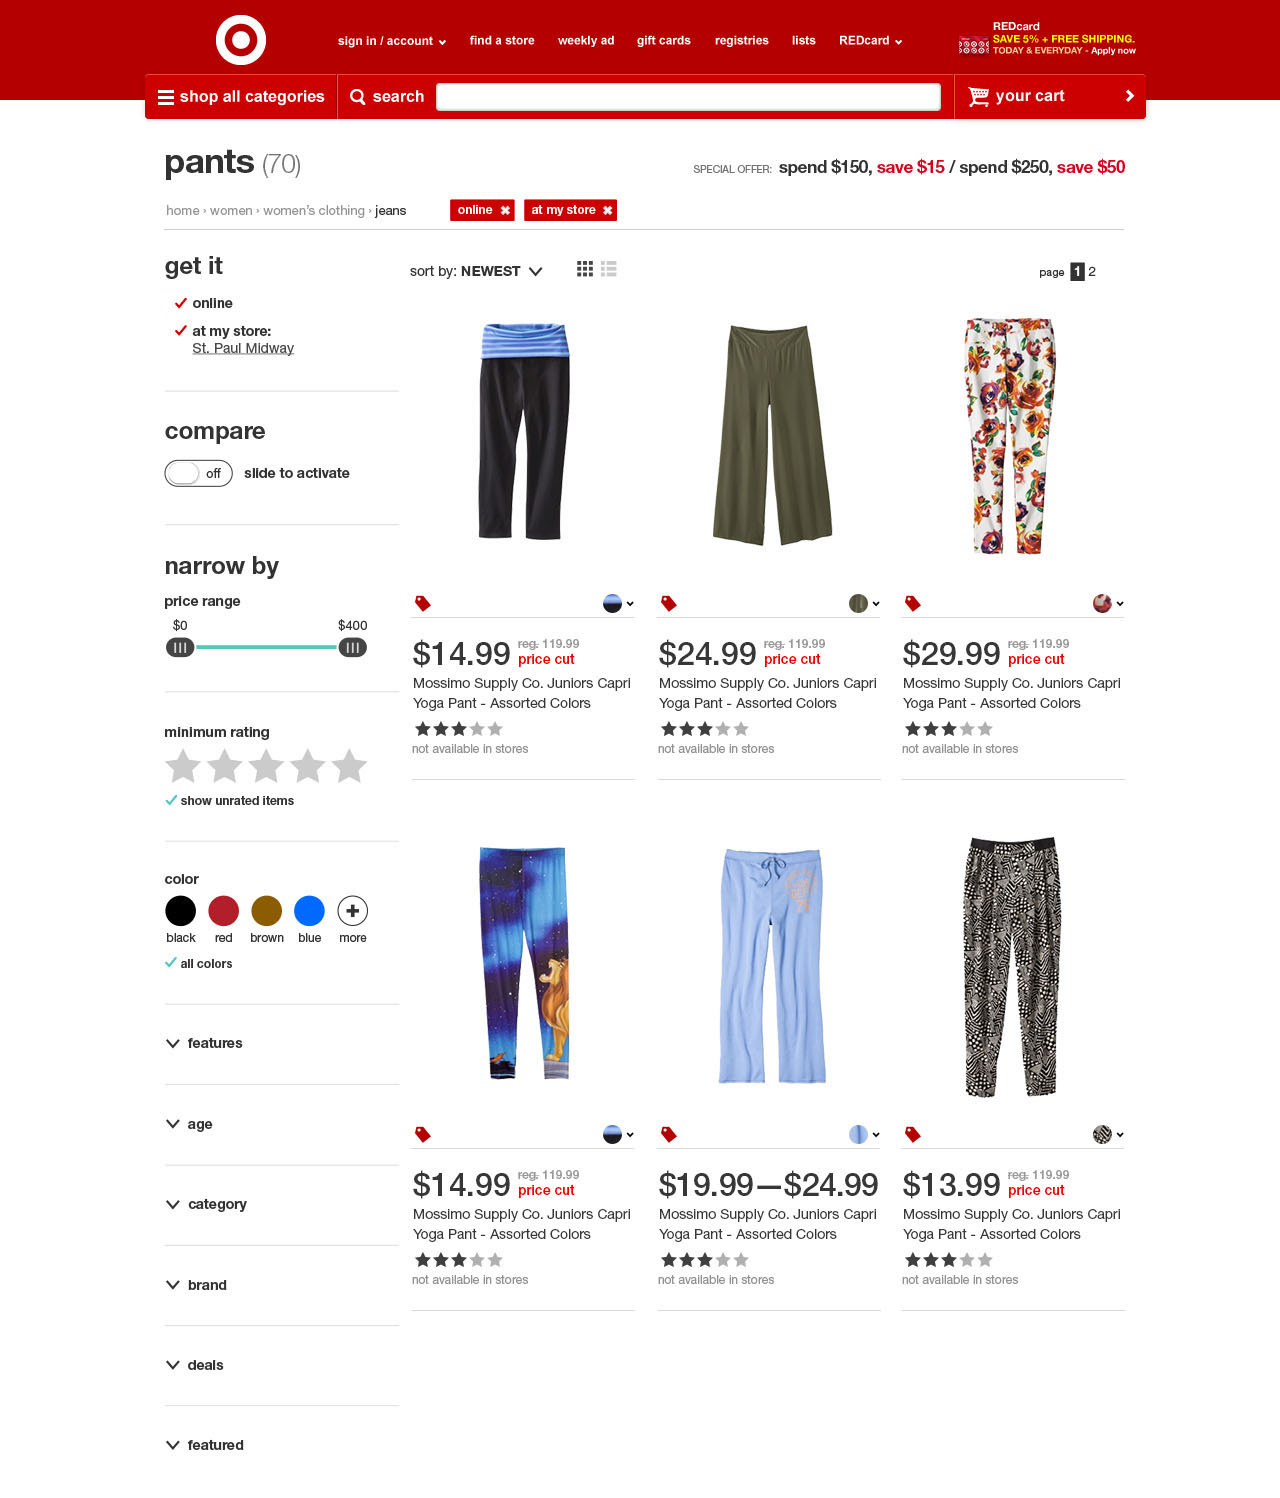 sign in / account
find a store
weekly ad
gift cards
registries
lists
REDcard
REDcard
SAVE 5% + FREE SHIPPING.
TODAY & EVERYDAY - Apply now
shop all categories
search
your cart
pants (70)
SPECIAL OFFER: spend $150, save $15 / spend $250, save $50
home › women › women's clothing › jeans
online
at my store
get it
online
at my store:
St. Paul Midway
compare
off
slide to activate
narrow by
price range
$0 $400
minimum rating
show unrated items
color
black red brown blue more
all colors
features
age
category
brand
deals
featured
sort by: NEWEST
page 1 2
$14.99 reg. 119.99
price cut
Mossimo Supply Co. Juniors Capri
Yoga Pant - Assorted Colors
not available in stores
$24.99 reg. 119.99
price cut
Mossimo Supply Co. Juniors Capri
Yoga Pant - Assorted Colors
not available in stores
$29.99 reg. 119.99
price cut
Mossimo Supply Co. Juniors Capri
Yoga Pant - Assorted Colors
not available in stores
$14.99 reg. 119.99
price cut
Mossimo Supply Co. Juniors Capri
Yoga Pant - Assorted Colors
not available in stores
$19.99—$24.99
Mossimo Supply Co. Juniors Capri
Yoga Pant - Assorted Colors
not available in stores
$13.99 reg. 119.99
price cut
Mossimo Supply Co. Juniors Capri
Yoga Pant - Assorted Colors
not available in stores